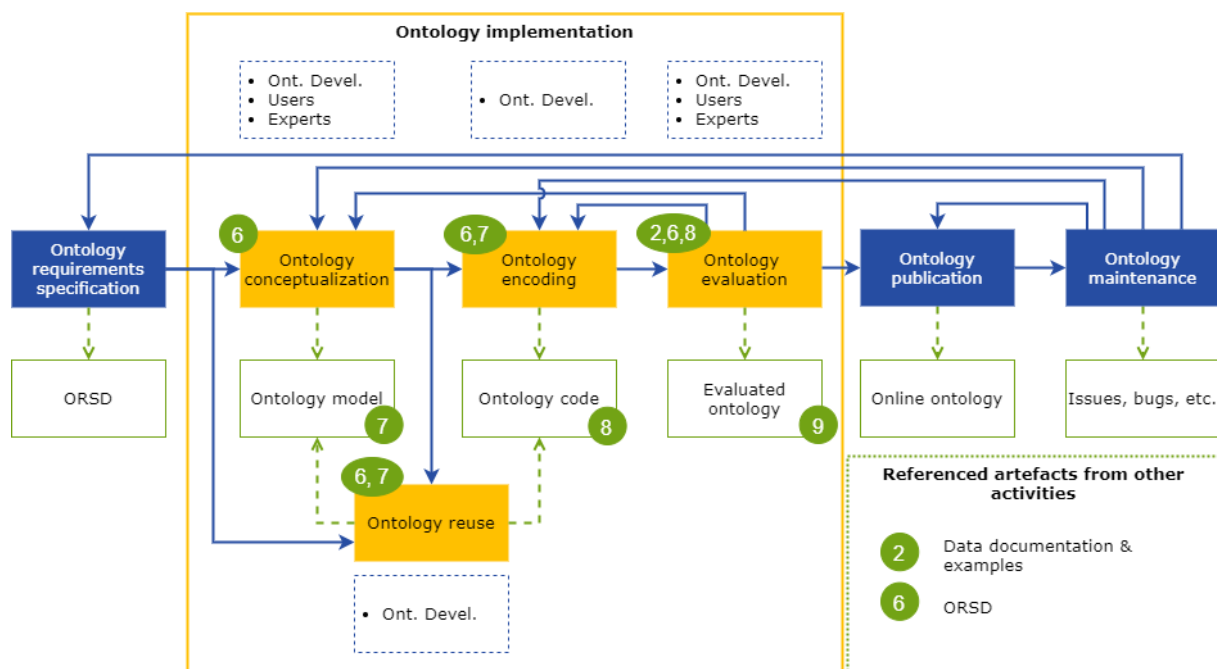 Ontology implementation
• Ont. Devel.
• Users
• Experts
• Ont. Devel.
• Ont. Devel.
• Users
• Experts
6
6,7
2,6,8
Ontology
requirements
specification
Ontology
conceptualization
Ontology
encoding
Ontology
evaluation
Ontology
publication
Ontology
maintenance
ORSD
Ontology model
7
Ontology code
8
Evaluated
ontology
9
Online ontology
Issues, bugs, etc.
6, 7
Ontology reuse
• Ont. Devel.
Referenced artefacts from other
activities
2
Data documentation &
examples
6
ORSD